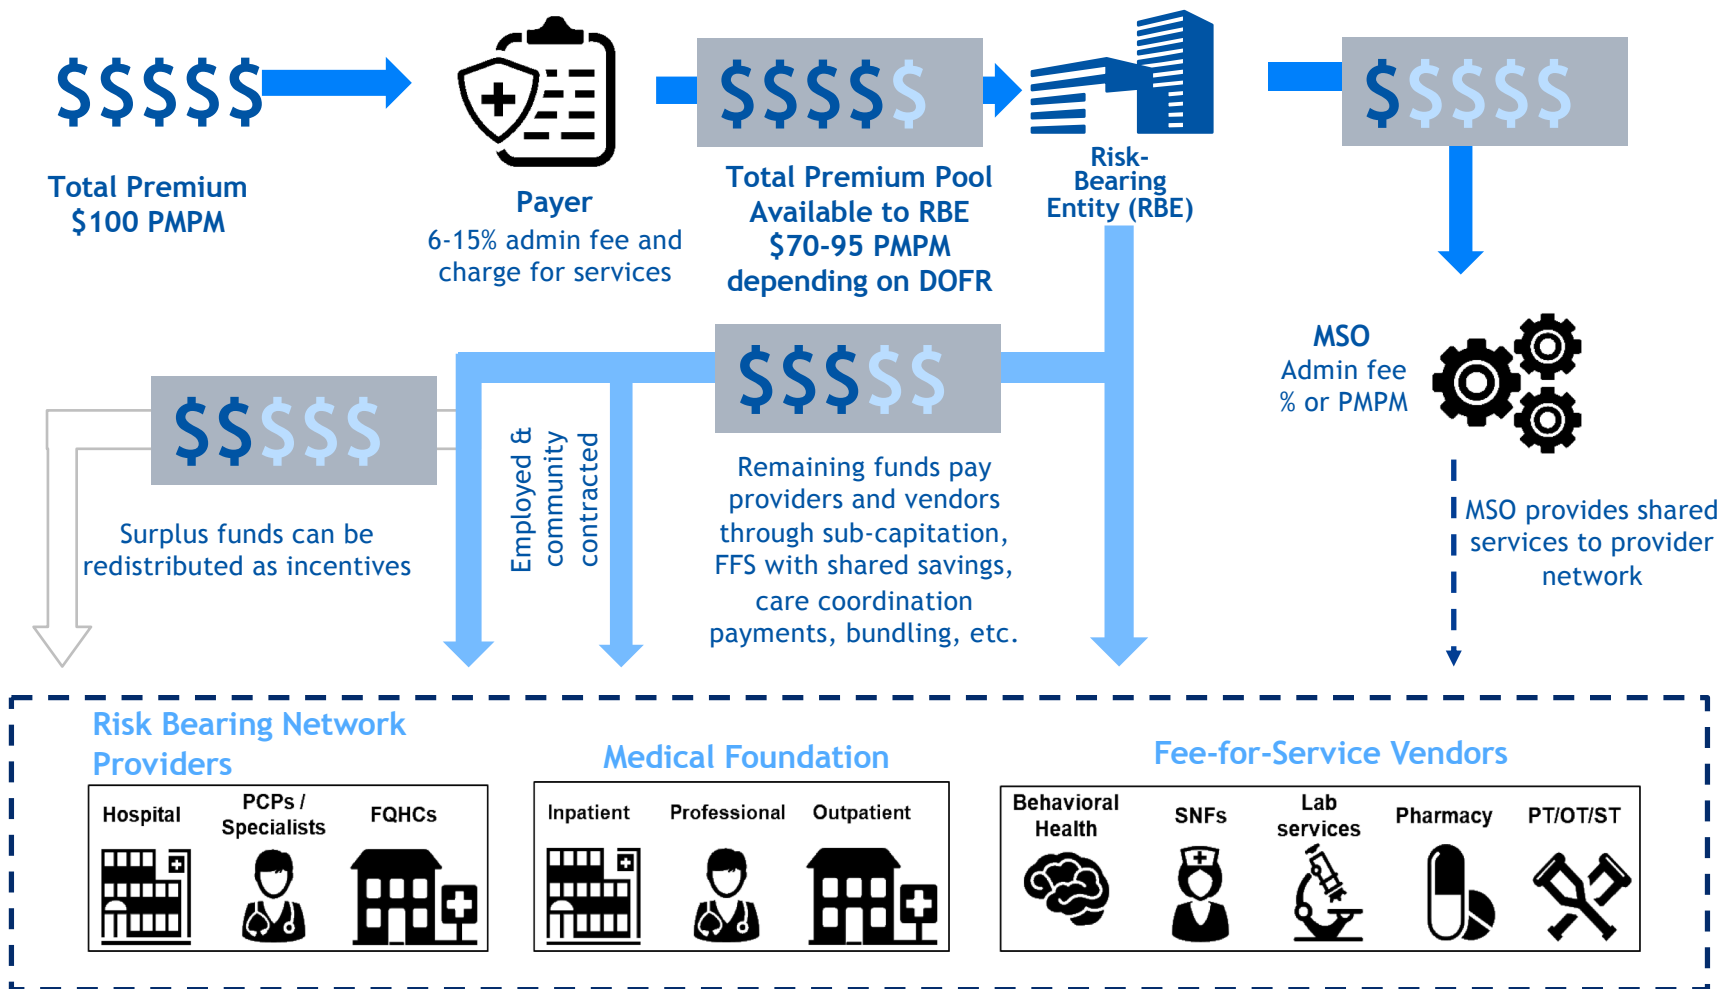 $$$$$
Total Premium
$100 PMPM
Payer
6-15% admin fee and
charge for services
$$$$$
Total Premium Pool
Available to RBE
$70-95 PMPM
depending on DOFR
Risk-
Bearing
Entity (RBE)
$$$$$
MSO
Admin fee
% or PMPM
MSO provides shared
services to provider
network
$$$$$
Remaining funds pay
providers and vendors
through sub-capitation,
FFS with shared savings,
care coordination
payments, bundling, etc.
Employed &
community
contracted
$$$$$
Surplus funds can be
redistributed as incentives
Risk Bearing Network
Providers
Hospital
PCPs /
Specialists
FQHCs
Medical Foundation
Inpatient
Professional
Outpatient
Fee-for-Service Vendors
Behavioral
Health
SNFs
Lab
services
Pharmacy
PT/OT/ST